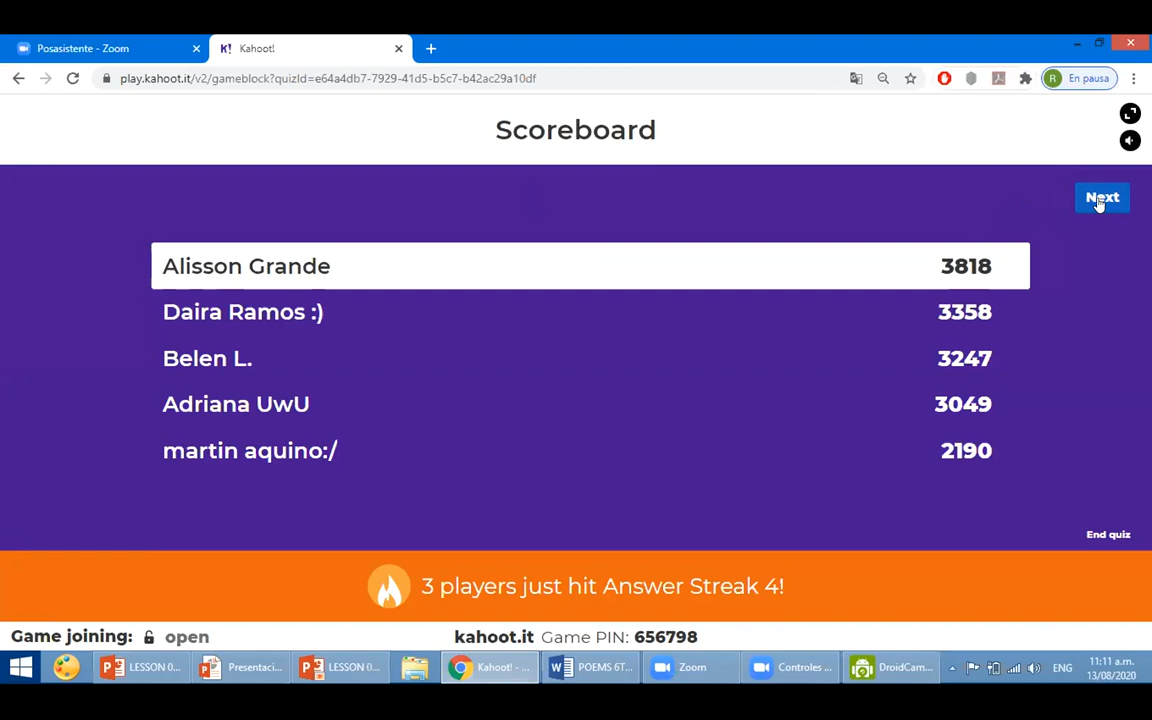 Posasistente - Zoom
K! Kahoot!
play.kahoot.it/v2/gameblock?quizId=e64a4db7-7929-41d5-b5c7-b42ac29a10df
R En pausa
Scoreboard
Next
Alisson Grande 3818
Daira Ramos :) 3358
Belen L. 3247
Adriana UwU 3049
martin aquino:/ 2190
End quiz
3 players just hit Answer Streak 4!
Game joining: open kahoot.it Game PIN: 656798
LESSON 0... Presentaci... LESSON 0... Kahoot! - ... POEMS 6T... Zoom Controles ... DroidCam... ENG 11:11 a.m.
13/08/2020